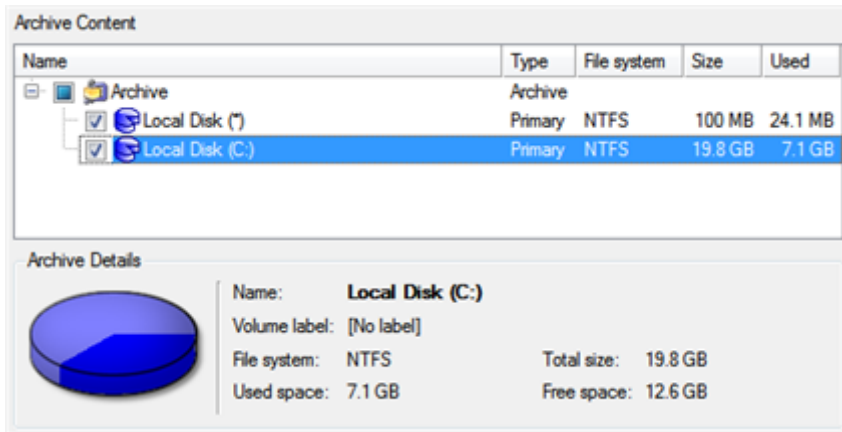 Archive Content
Name Type File system Size Used
Archive Archive
Local Disk (*) Primary NTFS 100 MB 24.1 MB
Local Disk (C:) Primary NTFS 19.8 GB 7.1 GB
Archive Details
Name: Local Disk (C:)
Volume label: [No label]
File system: NTFS Total size: 19.8 GB
Used space: 7.1 GB Free space: 12.6 GB